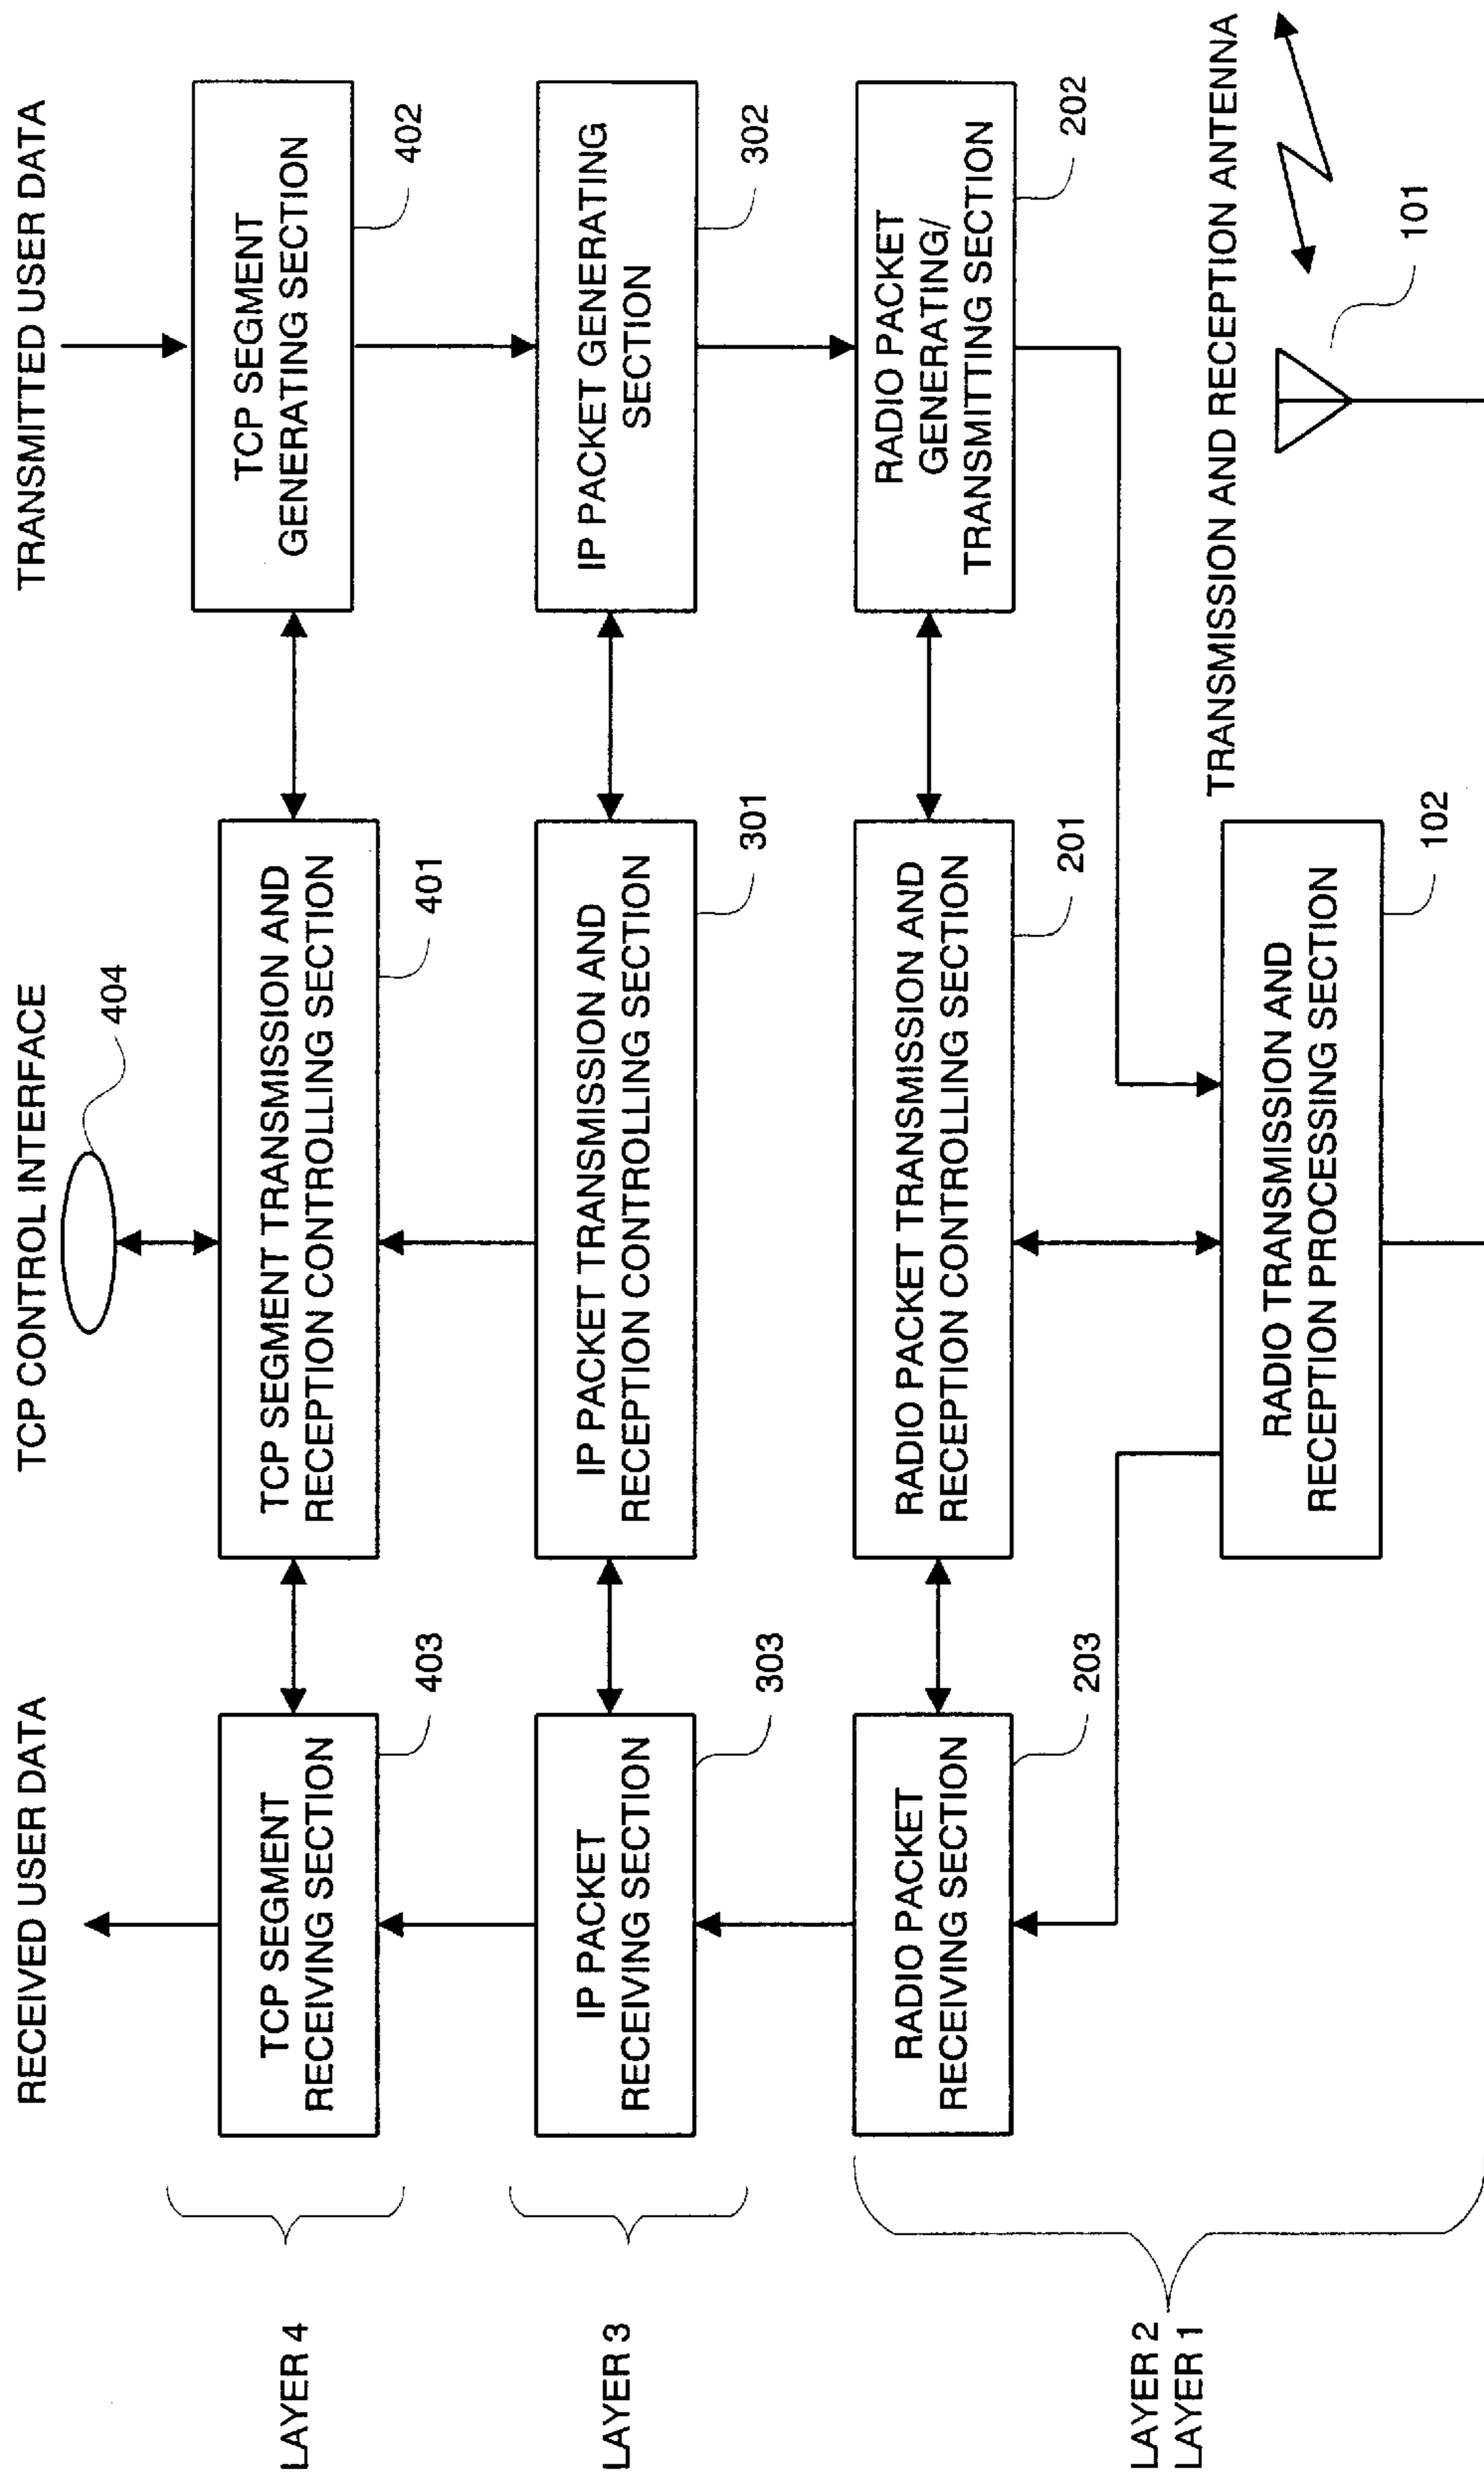 RECEIVED USER DATA
TCP CONTROL INTERFACE
TRANSMITTED USER DATA
404
LAYER 4
TCP SEGMENT
RECEIVING SECTION
403
TCP SEGMENT TRANSMISSION AND
RECEPTION CONTROLLING SECTION
401
TCP SEGMENT
GENERATING SECTION
402
LAYER 3
IP PACKET
RECEIVING SECTION
303
IP PACKET TRANSMISSION AND
RECEPTION CONTROLLING SECTION
301
IP PACKET GENERATING
SECTION
302
LAYER 2
LAYER 1
RADIO PACKET
RECEIVING SECTION
203
RADIO PACKET TRANSMISSION AND
RECEPTION CONTROLLING SECTION
201
RADIO PACKET
GENERATING/
TRANSMITTING SECTION
202
RADIO TRANSMISSION AND
RECEPTION PROCESSING SECTION
102
TRANSMISSION AND RECEPTION ANTENNA
101